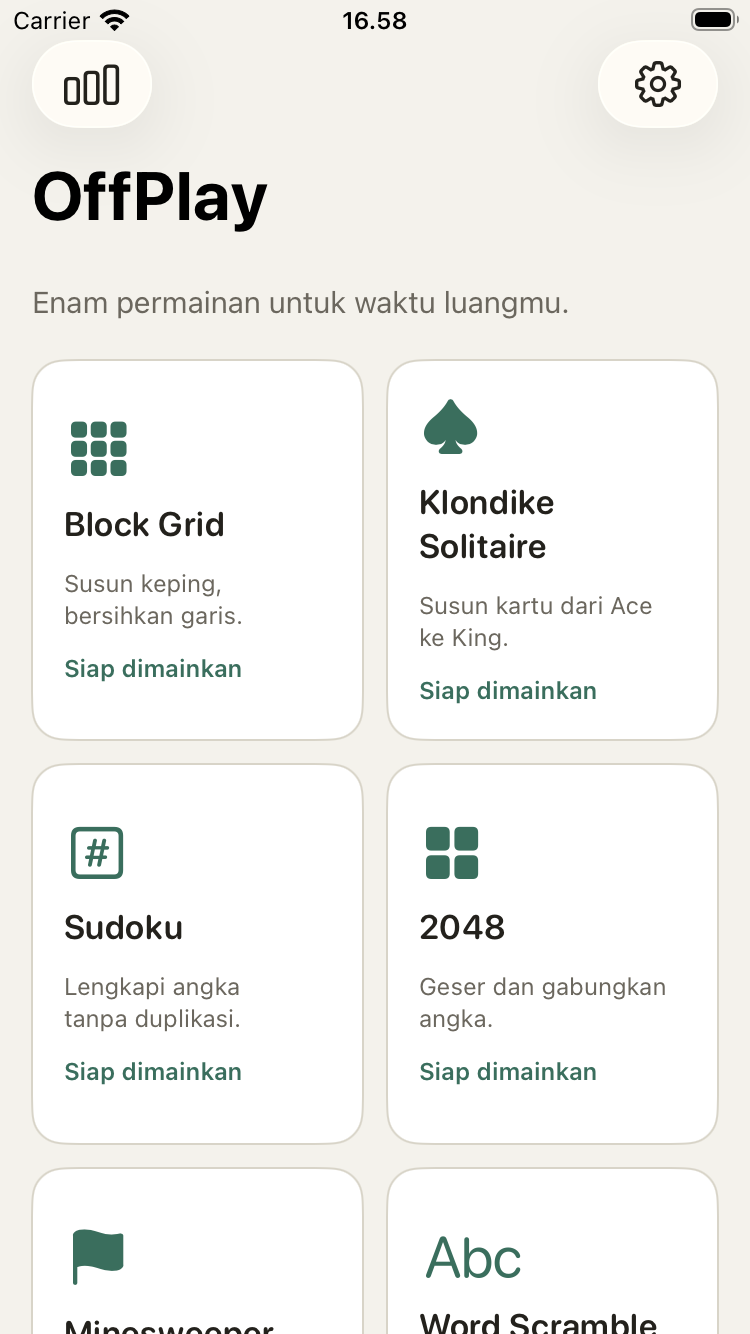 Carrier 16.58
OffPlay
Enam permainan untuk waktu luangmu.
Block Grid
Susun keping,
bersihkan garis.
Siap dimainkan
Klondike
Solitaire
Susun kartu dari Ace
ke King.
Siap dimainkan
#
Sudoku
Lengkapi angka
tanpa duplikasi.
Siap dimainkan
2048
Geser dan gabungkan
angka.
Siap dimainkan
Minesweeper
Abc
Word Scramble